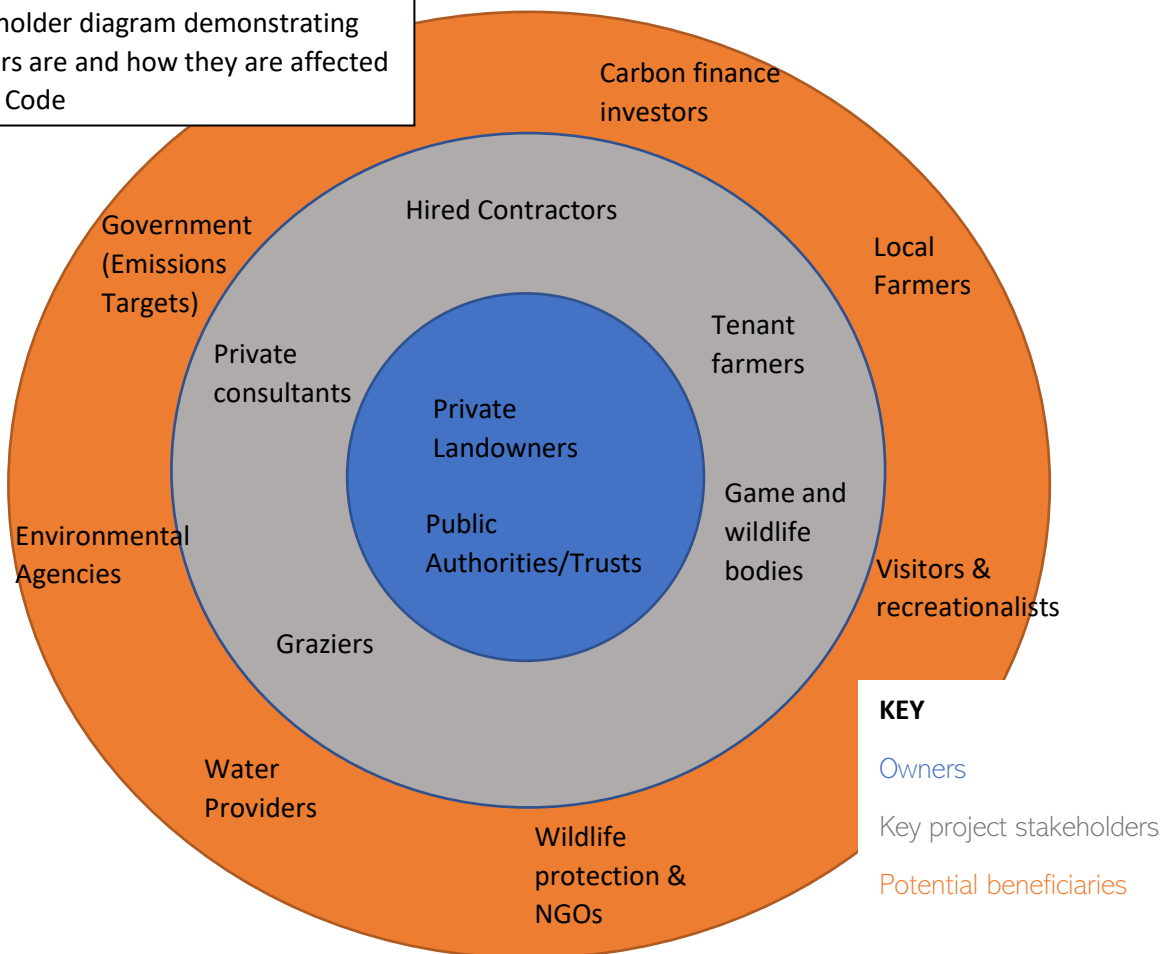 holder diagram demonstrating
rs are and how they are affected
Code
Carbon finance
investors
Hired Contractors
Government
(Emissions
Targets)
Local
Farmers
Tenant
farmers
Private
consultants
Private
Landowners
Game and
wildlife
bodies
Public
Authorities/Trusts
Environmental
Agencies
Visitors &
recreationalists
Graziers
Water
Providers
Wildlife
protection &
NGOs
KEY
Owners
Key project stakeholders
Potential beneficiaries